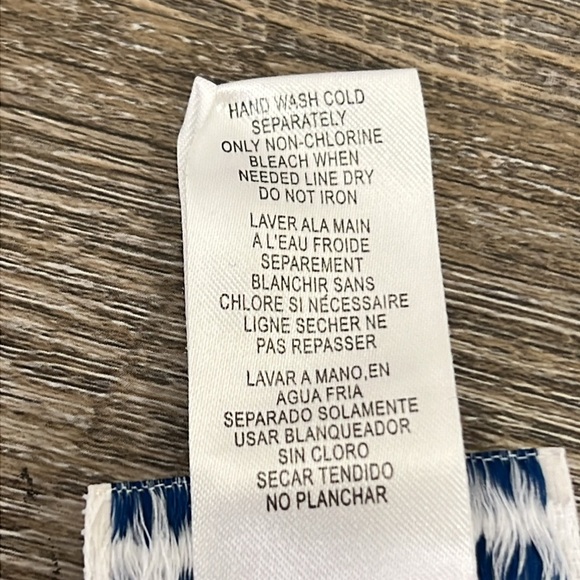 HAND WASH COLD
SEPARATELY
ONLY NON-CHLORINE
BLEACH WHEN
NEEDED LINE DRY
DO NOT IRON
LAVER ALA MAIN
A L'EAU FROIDE
SEPAREMENT
BLANCHIR SANS
CHLORE SI NÉCESSAIRE
LIGNE SECHER NE
PAS REPASSER
LAVAR A MANO,EN
AGUA FRIA
SEPARADO SOLAMENTE
USAR BLANQUEADOR
SIN CLORO
SECAR TENDIDO
NO PLANCHAR